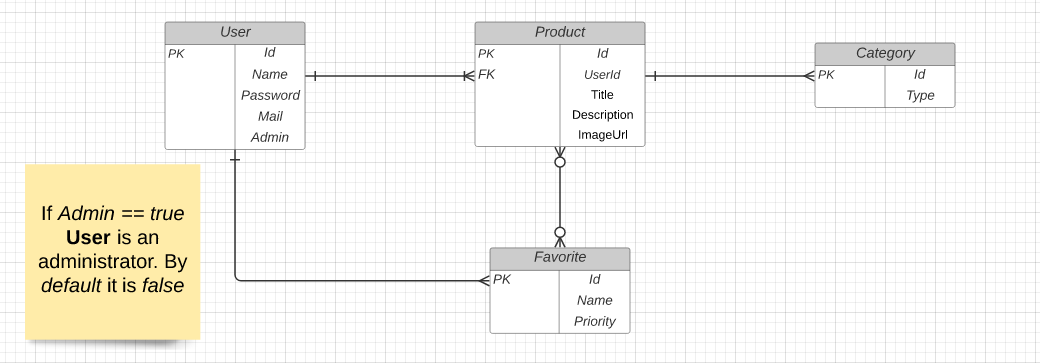 User
PK Id
Name
Password
Mail
Admin
Product
PK Id
FK UserId
Title
Description
ImageUrl
Category
PK Id
Type
If Admin == true
User is an
administrator. By
default it is false
Favorite
PK Id
Name
Priority